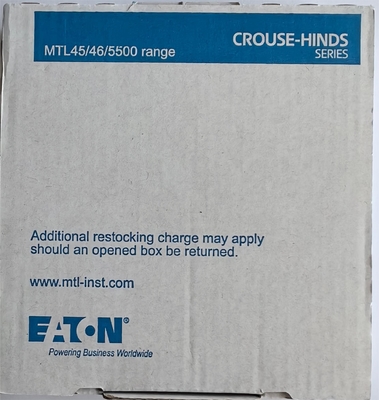 MTL45/46/5500 range
CROUSE-HINDS
SERIES
Additional restocking charge may apply
should an opened box be returned.
www.mtl-inst.com
EATON®
Powering Business Worldwide